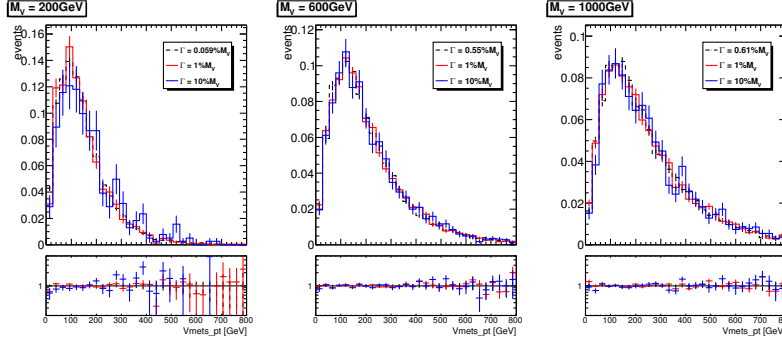 M_V = 200GeV
events
0.16
0.14
0.12
0.1
0.08
0.06
0.04
0.02
0
Γ = 0.059%M_V
Γ = 1%M_V
Γ = 10%M_V
1
0 100 200 300 400 500 600 700 800
Vmets_pt [GeV]
M_V = 600GeV
events
0.12
0.1
0.08
0.06
0.04
0.02
0
Γ = 0.55%M_V
Γ = 1%M_V
Γ = 10%M_V
1
0 100 200 300 400 500 600 700 800
Vmets_pt [GeV]
M_V = 1000GeV
events
0.1
0.08
0.06
0.04
0.02
0
Γ = 0.61%M_V
Γ = 1%M_V
Γ = 10%M_V
1
0 100 200 300 400 500 600 700 80
Vmets_pt [GeV]